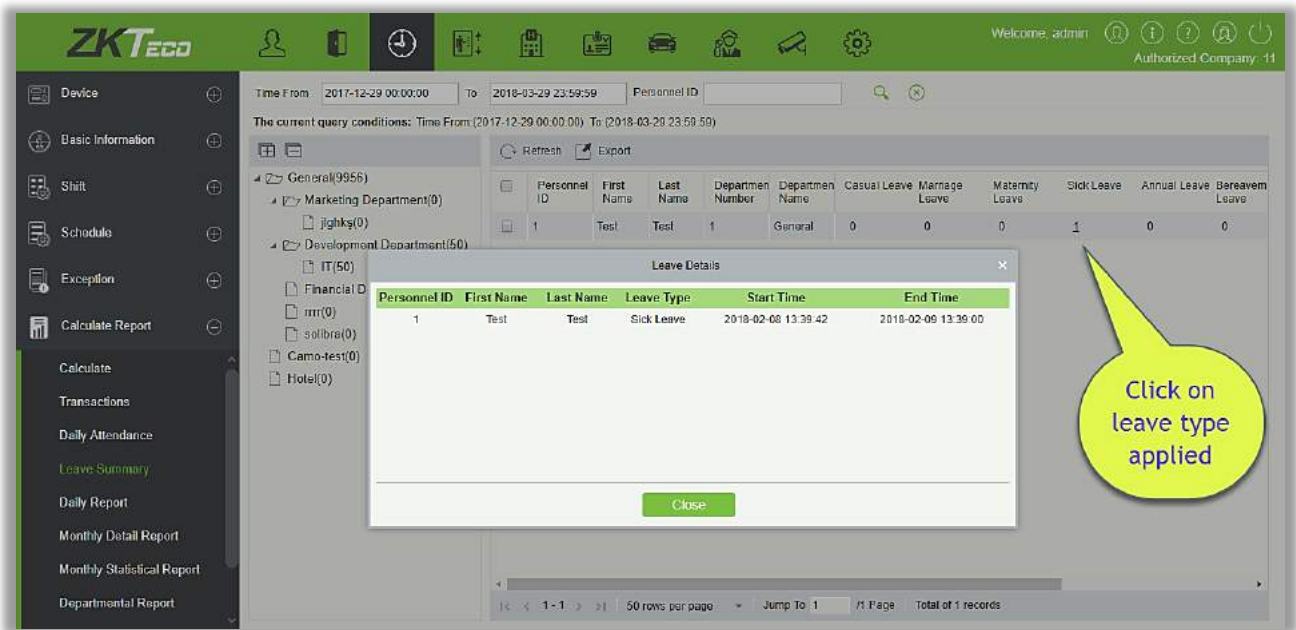 ZKTeco
Welcome, admin
Authorized Company: 11
Device
Basic Information
Shift
Schedule
Exception
Calculate Report
Calculate
Transactions
Daily Attendance
Leave Summary
Daily Report
Monthly Detail Report
Monthly Statistical Report
Departmental Report
Time From 2017-12-29 00:00:00 To 2018-03-29 23:59:59 Personnel ID
The current query conditions: Time From:(2017-12-29 00:00:00) To:(2018-03-29 23:59:59)
General(9956)
Marketing Department(0)
Development Department(50)
IT(50)
Financial D
solibra(0)
Camo-test(0)
Hotel(0)
Refresh Export
Personnel ID First Name Last Name Departmen Number Departmen Name Casual Leave Marriage Leave Maternity Leave Sick Leave Annual Leave Bereavem Leave
1 Test Test 1 General 0 0 0 1 0 0
Leave Details ×
Personnel ID First Name Last Name Leave Type Start Time End Time
1 Test Test Sick Leave 2018-02-08 13:39:42 2018-02-09 13:39:00
Close
Click on
leave type
applied
1-1 50 rows per page Jump To 1 /1 Page Total of 1 records